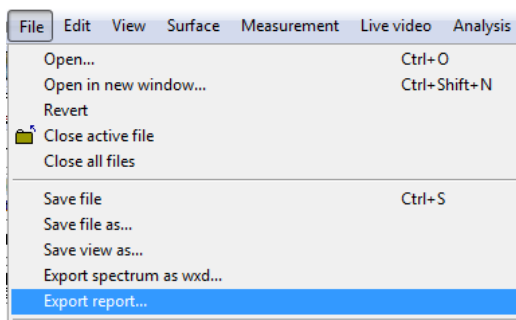 File Edit View Surface Measurement Live video Analysis
Open... Ctrl+O
Open in new window... Ctrl+Shift+N
Revert
Close active file
Close all files
Save file Ctrl+S
Save file as...
Save view as...
Export spectrum as wxd...
Export report...